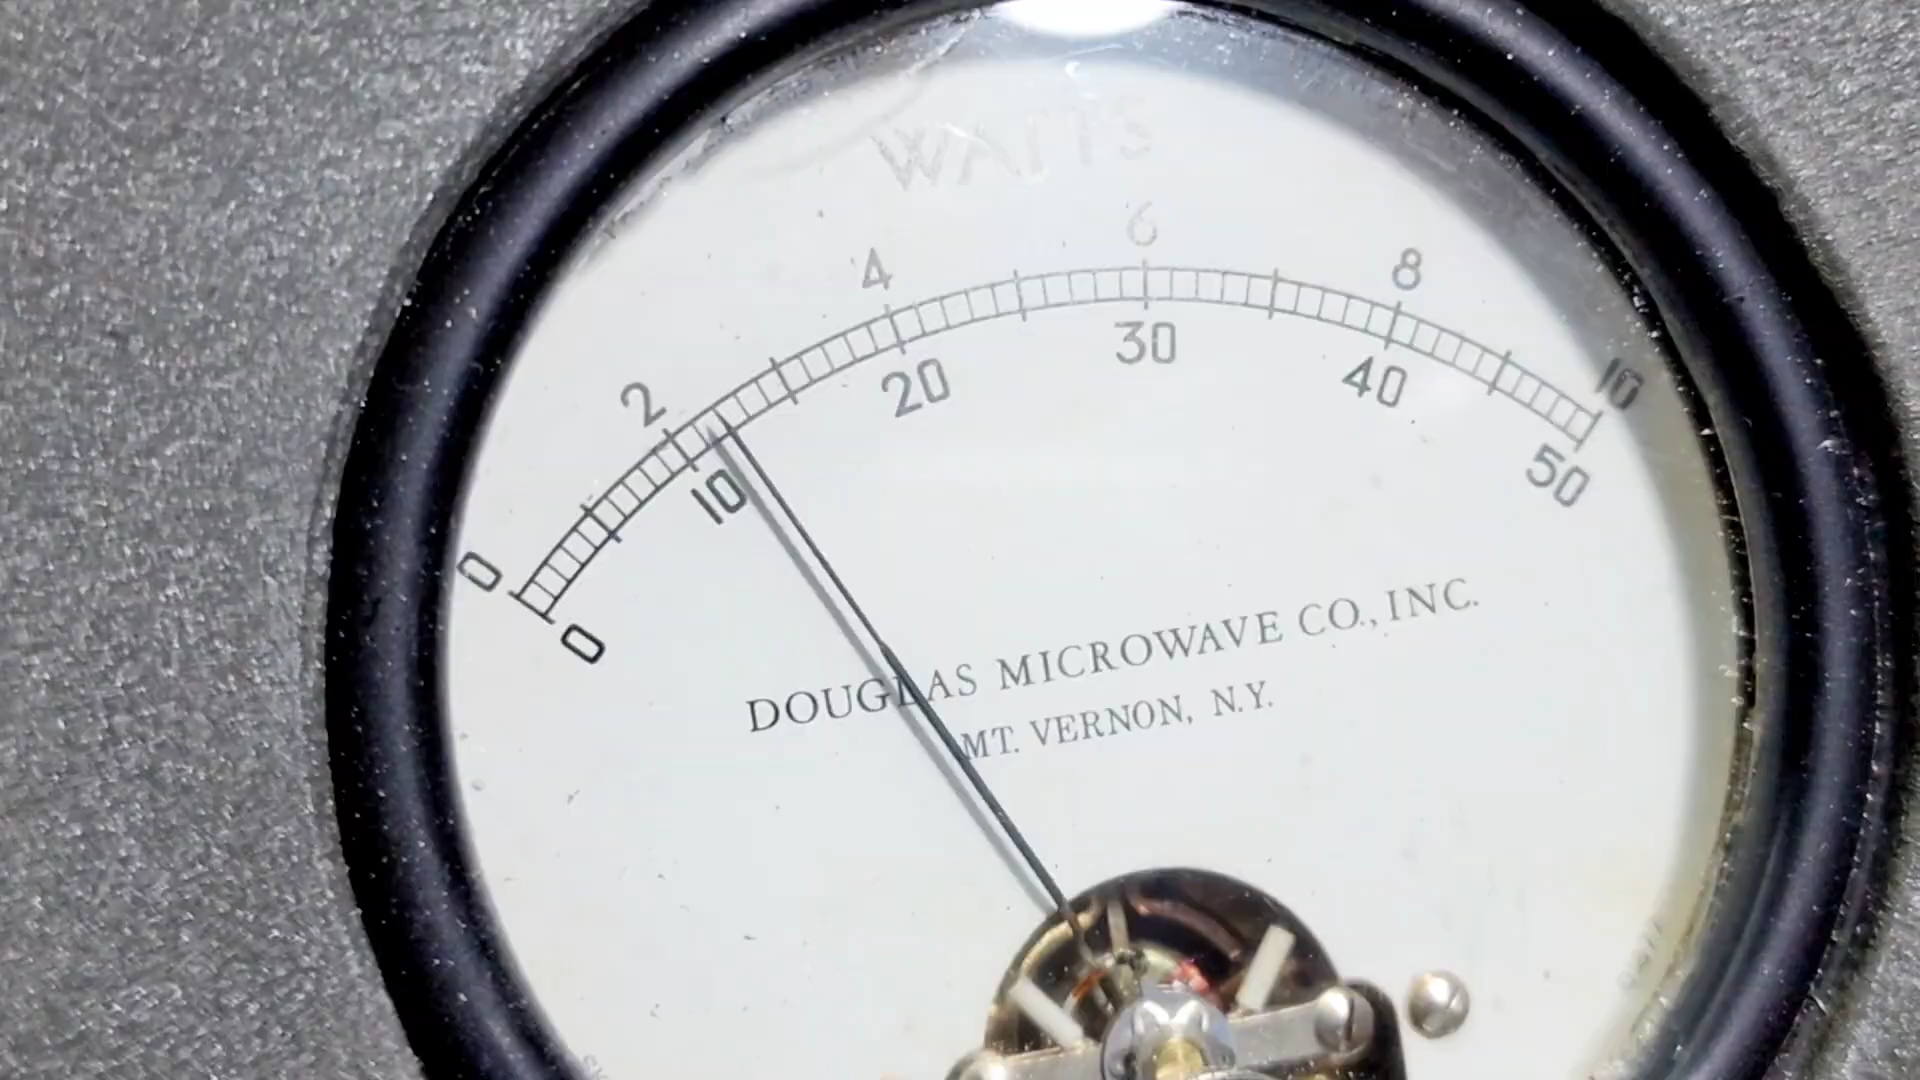 WATTS
0 2 4 6 8 10
0 10 20 30 40 50
DOUGLAS MICROWAVE CO., INC.
MT. VERNON, N.Y.